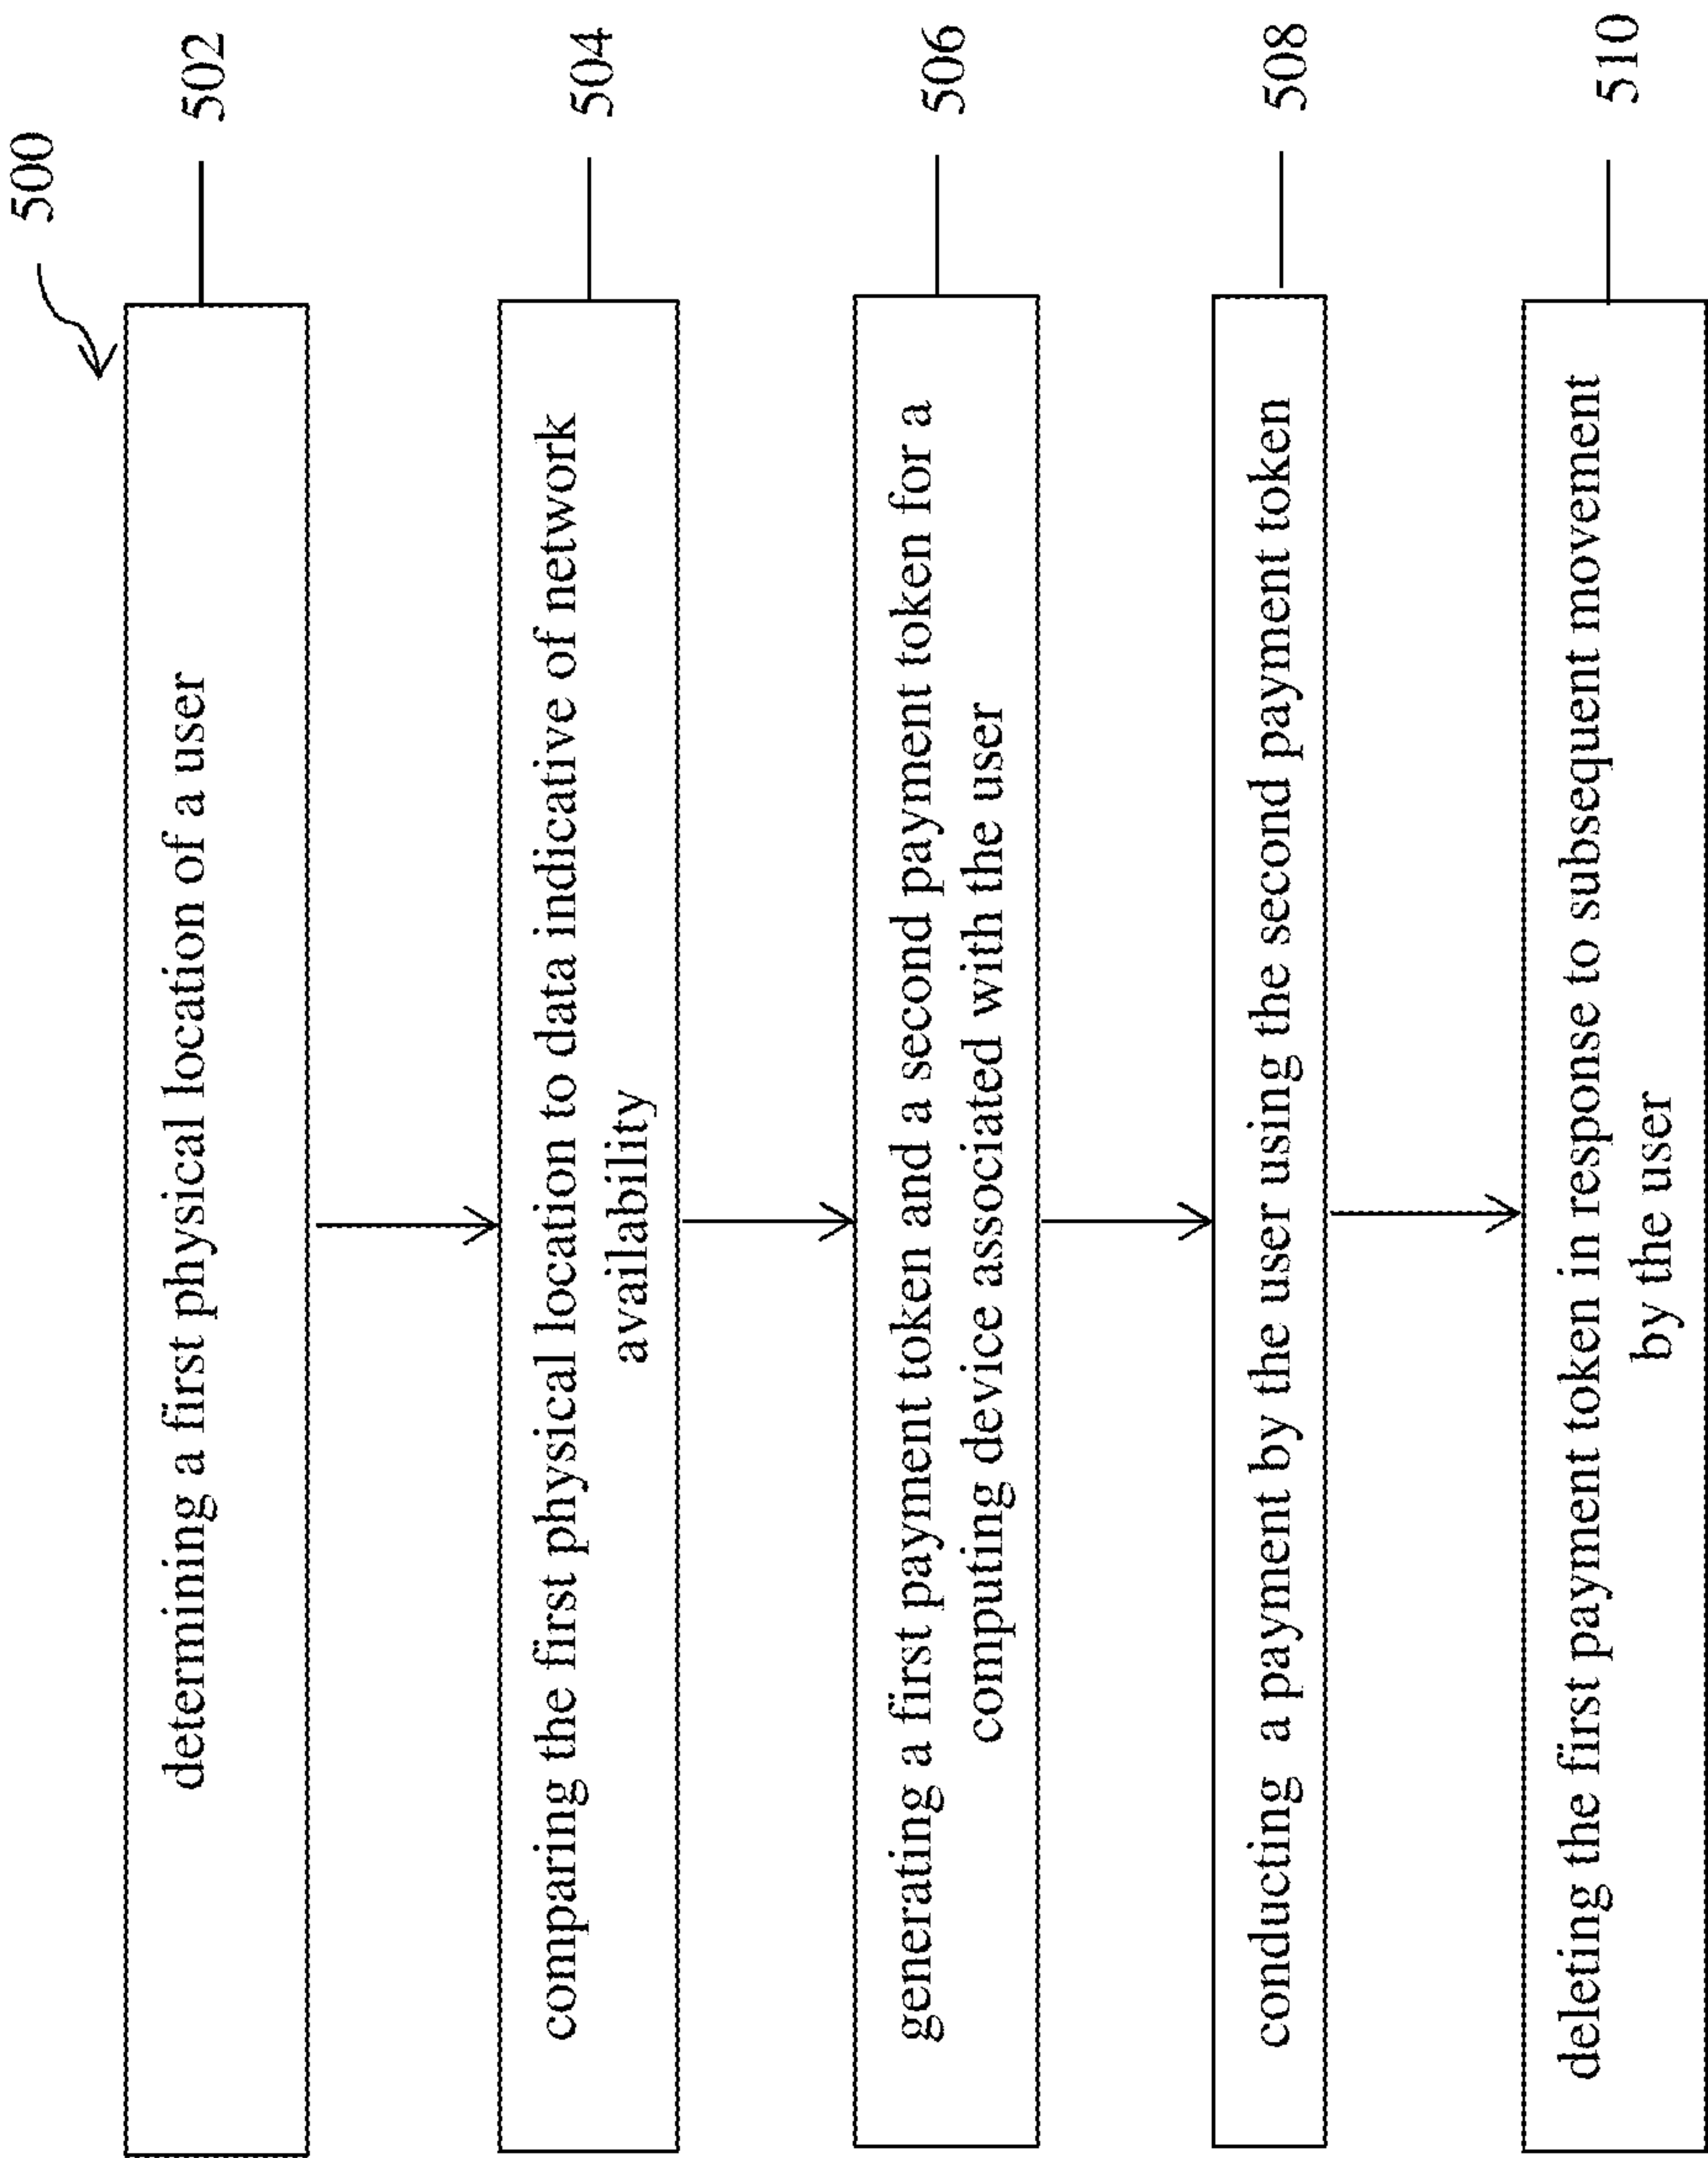 500
determining a first physical location of a user
502
comparing the first physical location to data indicative of network
availability
504
generating a first payment token and a second payment token for a
computing device associated with the user
506
conducting a payment by the user using the second payment token
508
deleting the first payment token in response to subsequent movement
by the user
510